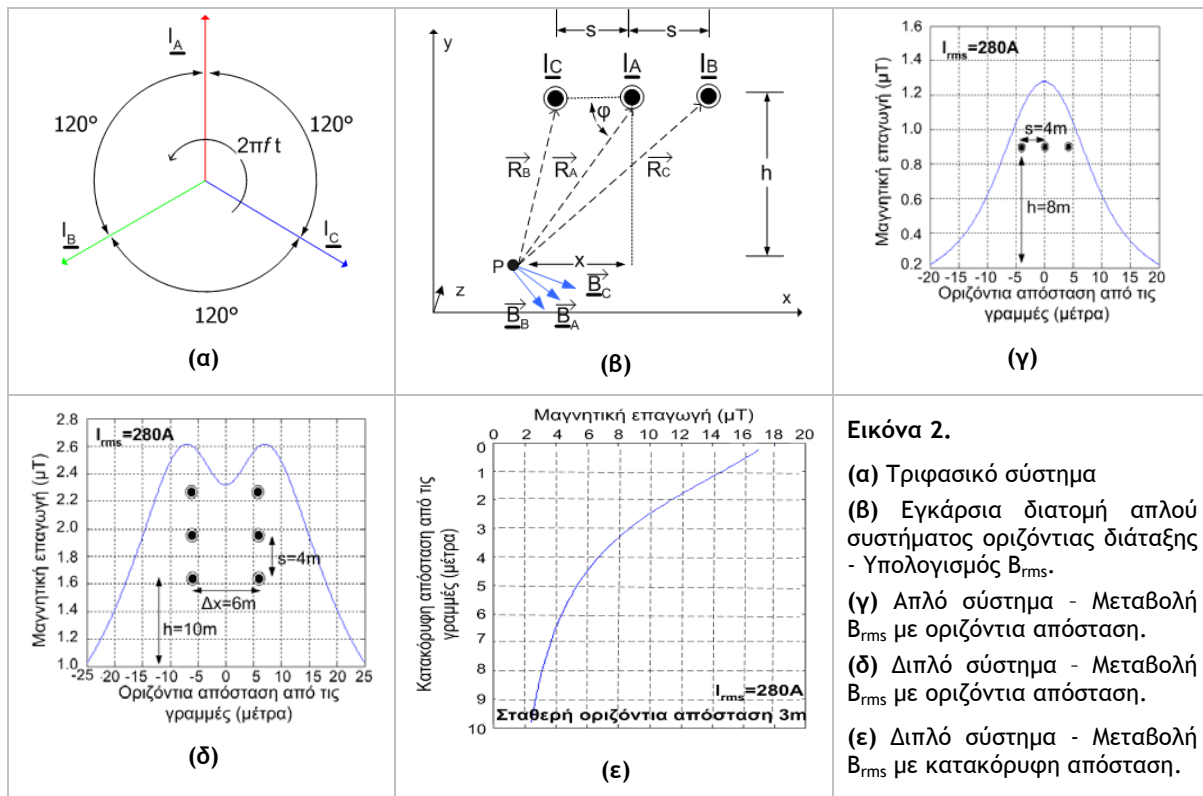 I_A
120°
120°
2πf t
I_B
I_C
120°
(α)
s
s
y
I_C
I_A
I_B
φ
R_B
R_A
R_C
h
P
x
B_C
z
B_B
B_A
x
(β)
Μαγνητική επαγωγή (μΤ)
1.6
1.4
1.2
1.0
0.8
0.6
0.4
0.2
I_rms=280A
s=4m
h=8m
-20 -15 -10 -5 0 5 10 15 20
Οριζόντια απόσταση από τις
γραμμές (μέτρα)
(γ)
Μαγνητική επαγωγή (μΤ)
2.8
2.6
2.4
2.2
2.0
1.8
1.6
1.4
1.2
1.0
I_rms=280A
s=4m
Δx=6m
h=10m
-25 -20 -15 -10 -5 0 5 10 15 20 25
Οριζόντια απόσταση από τις
γραμμές (μέτρα)
(δ)
Μαγνητική επαγωγή (μΤ)
0 2 4 6 8 10 12 14 16 18
Κατακόρυφη απόσταση από τις
γραμμές (μέτρα)
0
1
2
3
4
5
6
7
8
9
10
I_rms=280A
Σταθερή οριζόντια απόσταση 3m
(ε)
Εικόνα 2.
(α) Τριφασικό σύστημα
(β) Εγκάρσια διατομή απλού
συστήματος οριζόντιας διάταξης
- Υπολογισμός B_rms.
(γ) Απλό σύστημα - Μεταβολή
B_rms με οριζόντια απόσταση.
(δ) Διπλό σύστημα - Μεταβολή
B_rms με οριζόντια απόσταση.
(ε) Διπλό σύστημα - Μεταβολή
B_rms με κατακόρυφη απόσταση.